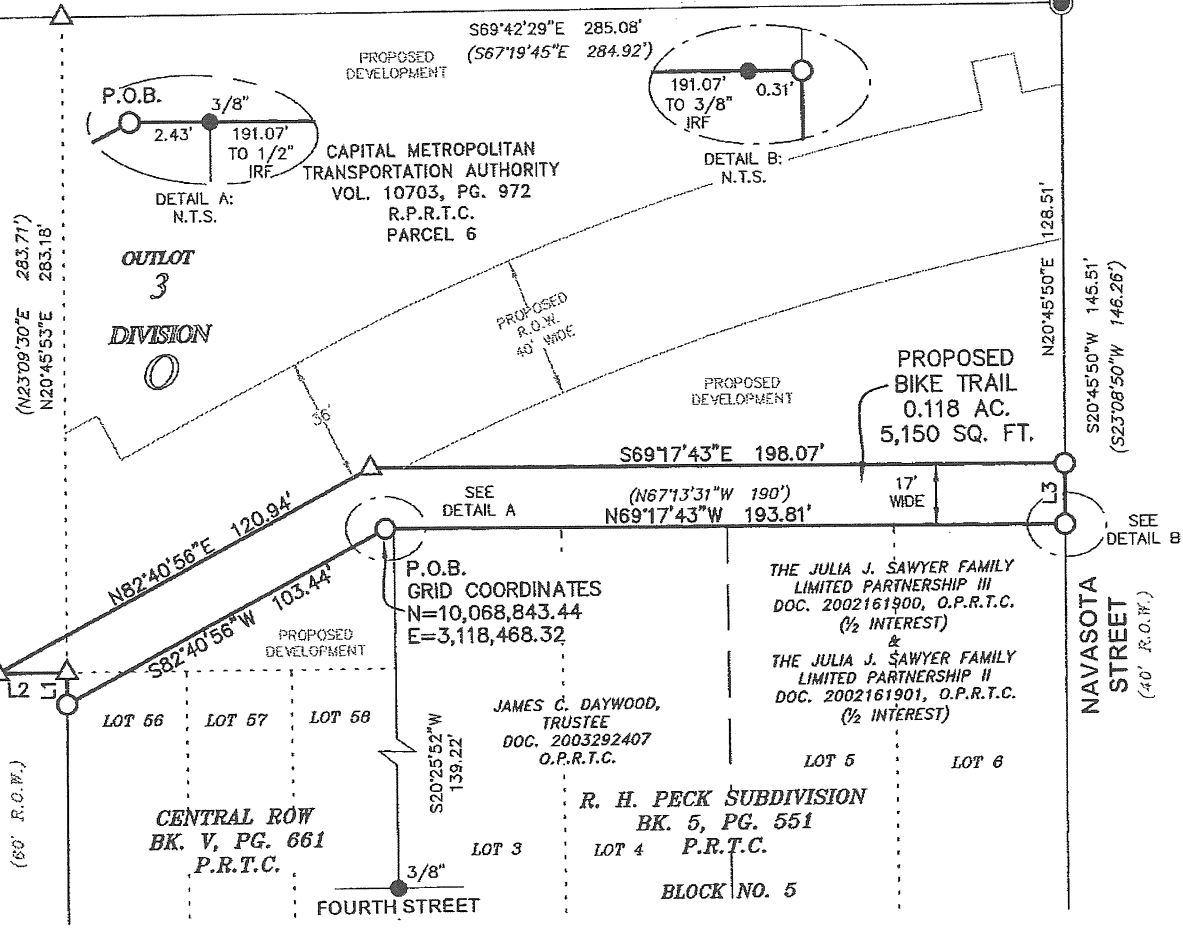 S69°42'29"E 285.08'
(S67°19'45"E 284.92')
PROPOSED
DEVELOPMENT
P.O.B.
3/8"
2.43'
191.07'
TO 1/2"
IRF
DETAIL A:
N.T.S.
191.07'
TO 3/8"
IRF
0.31'
DETAIL B:
N.T.S.
CAPITAL METROPOLITAN
TRANSPORTATION AUTHORITY
VOL. 10703, PG. 972
R.P.R.T.C.
PARCEL 6
(N23°09'30"E 283.71')
N20°45'53"E 283.18'
OUTLOT
3
DIVISION
O
PROPOSED
R.O.W.
40' WIDE
36'
N20°45'50"E 128.51'
S20°45'50"W 145.51'
(S23°08'50"W 146.26')
PROPOSED
DEVELOPMENT
PROPOSED
BIKE TRAIL
0.118 AC.
5,150 SQ. FT.
S69°17'43"E 198.07'
(N67°13'31"W 190')
N69°17'43"W 193.81'
17'
WIDE
L3
SEE
DETAIL A
SEE
DETAIL B
N82°40'56"E 120.94'
S82°40'56"W 103.44'
P.O.B.
GRID COORDINATES
N=10,068,843.44
E=3,118,468.32
PROPOSED
DEVELOPMENT
L2
L1
THE JULIA J. SAWYER FAMILY
LIMITED PARTNERSHIP III
DOC. 2002161900, O.P.R.T.C.
(½ INTEREST)
&
THE JULIA J. SAWYER FAMILY
LIMITED PARTNERSHIP II
DOC. 2002161901, O.P.R.T.C.
(½ INTEREST)
NAVASOTA
STREET
(40' R.O.W.)
LOT 56
LOT 57
LOT 58
JAMES C. DAYWOOD,
TRUSTEE
DOC. 2003292407
O.P.R.T.C.
S20°25'52"W
139.22'
LOT 5
LOT 6
(60' R.O.W.)
CENTRAL ROW
BK. V, PG. 661
P.R.T.C.
R. H. PECK SUBDIVISION
BK. 5, PG. 551
P.R.T.C.
LOT 3
LOT 4
BLOCK NO. 5
3/8"
FOURTH STREET